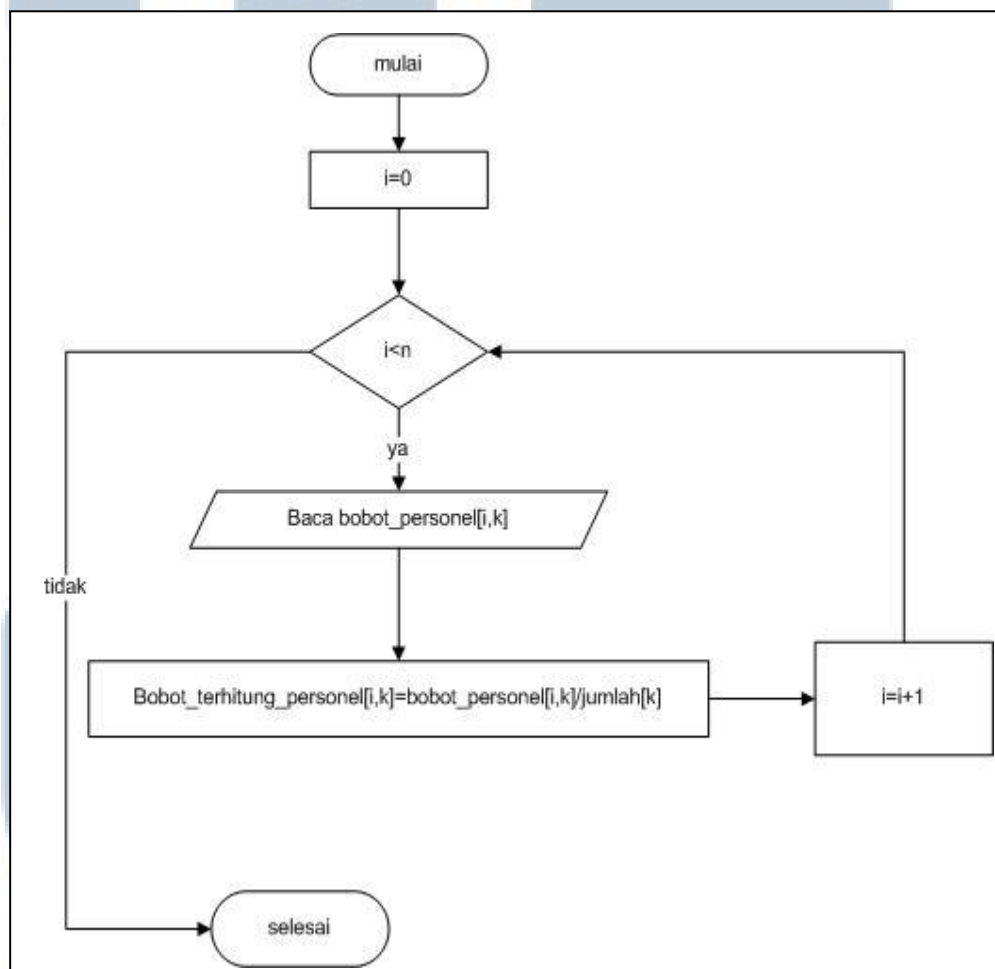 mulai
i=0
i<n
ya
Baca bobot_personel[i,k]
tidak
Bobot_terhitung_personel[i,k]=bobot_personel[i,k]/jumlah[k]
i=i+1
selesai